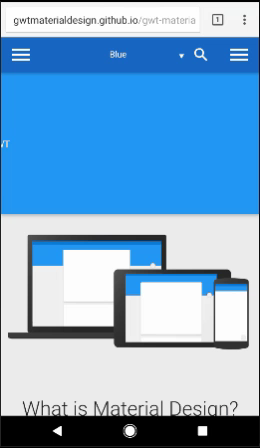 gwtmaterialdesign.github.io/gwt-materia
1
Blue
What is Material Design?